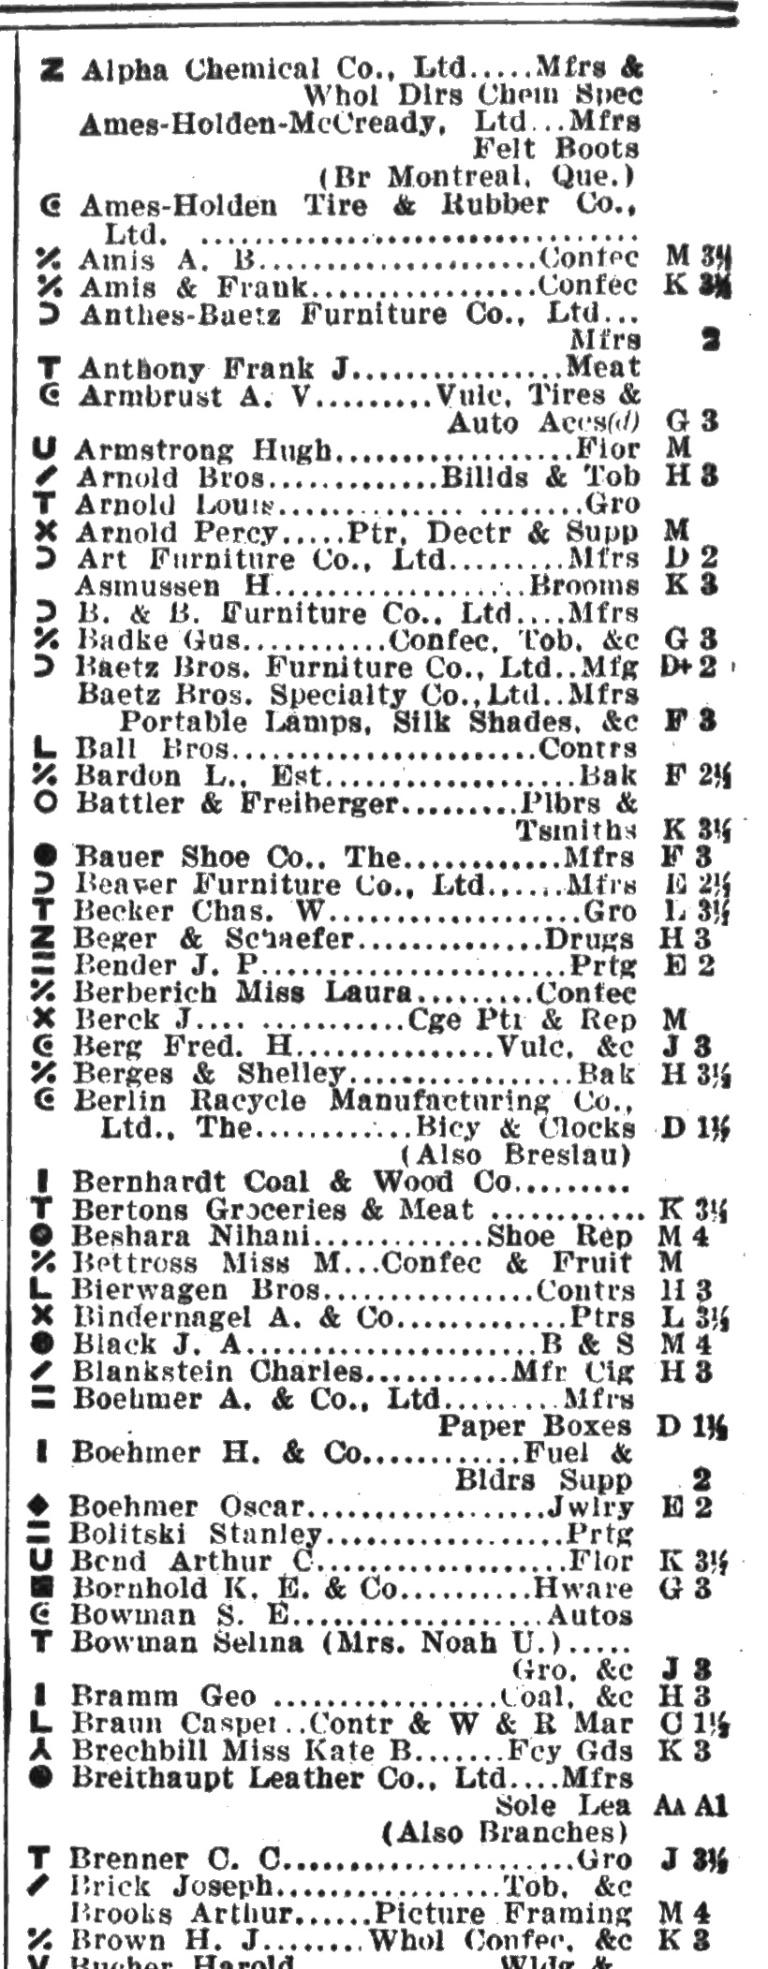 Z Alpha Chemical Co., Ltd.....Mfrs &
Whol Dlrs Chem Spec
Ames-Holden-McCready, Ltd...Mfrs
Felt Boots
(Br Montreal, Que.)
Ames-Holden Tire & Rubber Co.,
Ltd. ..................................
% Amis A. B......................Confec M 3½
% Amis & Frank.................Confec K 3½
Anthes-Baetz Furniture Co., Ltd...
Mfrs 2
T Anthony Frank J................Meat
Armbrust A. V.........Vulc, Tires &
Auto Accs(d) G 3
U Armstrong Hugh...................Flor M
Arnold Bros.............Billds & Tob H 3
T Arnold Louis.......................Gro
X Arnold Percy.....Ptr, Dectr & Supp M
Art Furniture Co., Ltd.........Mfrs D 2
Asmussen H....................Brooms K 3
B. & B. Furniture Co., Ltd....Mfrs
% Badke Gus...........Confec, Tob, &c G 3
Baetz Bros. Furniture Co., Ltd..Mfg D+ 2
Baetz Bros. Specialty Co., Ltd..Mfrs
Portable Lamps, Silk Shades, &c F 3
L Ball Bros........................Contrs
% Bardon L., Est....................Bak F 2½
O Battler & Freiberger.........Plbrs &
Tsmiths K 3½
● Bauer Shoe Co., The............Mfrs F 3
Beaver Furniture Co., Ltd......Mfrs E 2½
T Becker Chas. W...................Gro L 3½
Z Beger & Schaefer..............Drugs H 3
= Bender J. P.......................Prtg E 2
% Berberich Miss Laura.........Confec
X Berck J.... ...........Cge Ptr & Rep M
Berg Fred. H...............Vulc, &c J 3
% Berges & Shelley.................Bak H 3½
Berlin Racycle Manufacturing Co.,
Ltd., The............Bicy & Clocks D 1½
(Also Breslau)
Bernhardt Coal & Wood Co.........
T Bertons Groceries & Meat ............ K 3½
Beshara Nihani.............Shoe Rep M 4
% Bettross Miss M...Confec & Fruit M
L Bierwagen Bros................Contrs H 3
X Bindernagel A. & Co.............Ptrs L 3½
● Black J. A.......................B & S M 4
Blankstein Charles...........Mfr Cig H 3
= Boehmer A. & Co., Ltd.........Mfrs
Paper Boxes D 1½
Boehmer H. & Co............Fuel &
Bldrs Supp 2
◆ Boehmer Oscar..................Jwlry E 2
= Bolitski Stanley..................Prtg
U Bend Arthur C...................Flor K 3½
Bornhold K. E. & Co..........Hware G 3
Bowman S. E...................Autos
T Bowman Selina (Mrs. Noah U.).....
Gro, &c J 3
Bramm Geo .................Coal, &c H 3
L Braun Casper..Contr & W & R Mar C 1½
Brechbill Miss Kate B.......Fcy Gds K 3
● Breithaupt Leather Co., Ltd....Mfrs
Sole Lea AA A1
(Also Branches)
T Brenner C. C......................Gro J 3½
Brick Joseph.................Tob, &c
Brooks Arthur......Picture Framing M 4
% Brown H. J........Whol Confec, &c K 3
Bucher Harold Wldg &